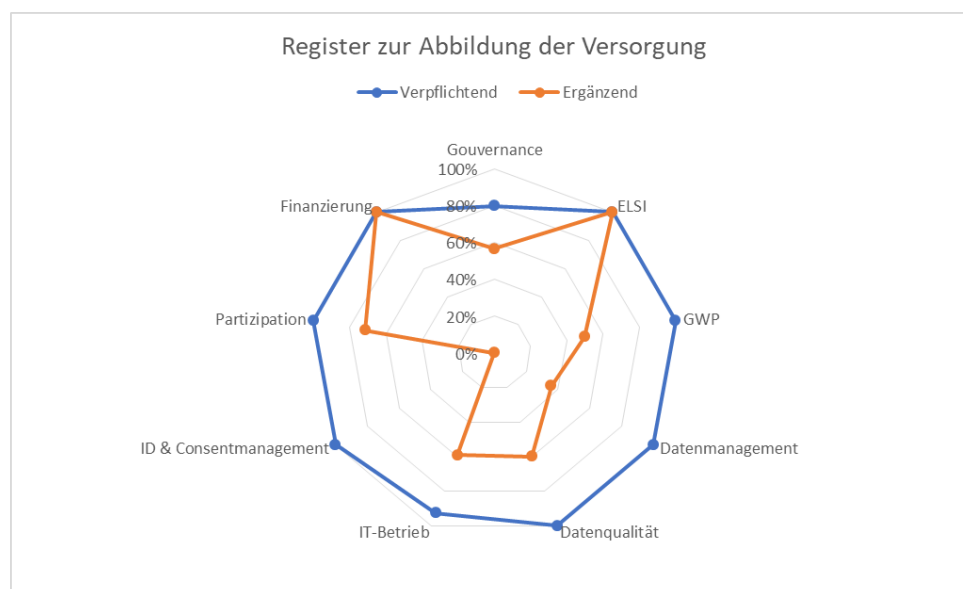 Register zur Abbildung der Versorgung
Verpflichtend Ergänzend
Gouvernance
100%
Finanzierung 80% ELSI
60%
40%
Partizipation 20% GWP
0%
ID & Consentmanagement Datenmanagement
IT-Betrieb Datenqualität